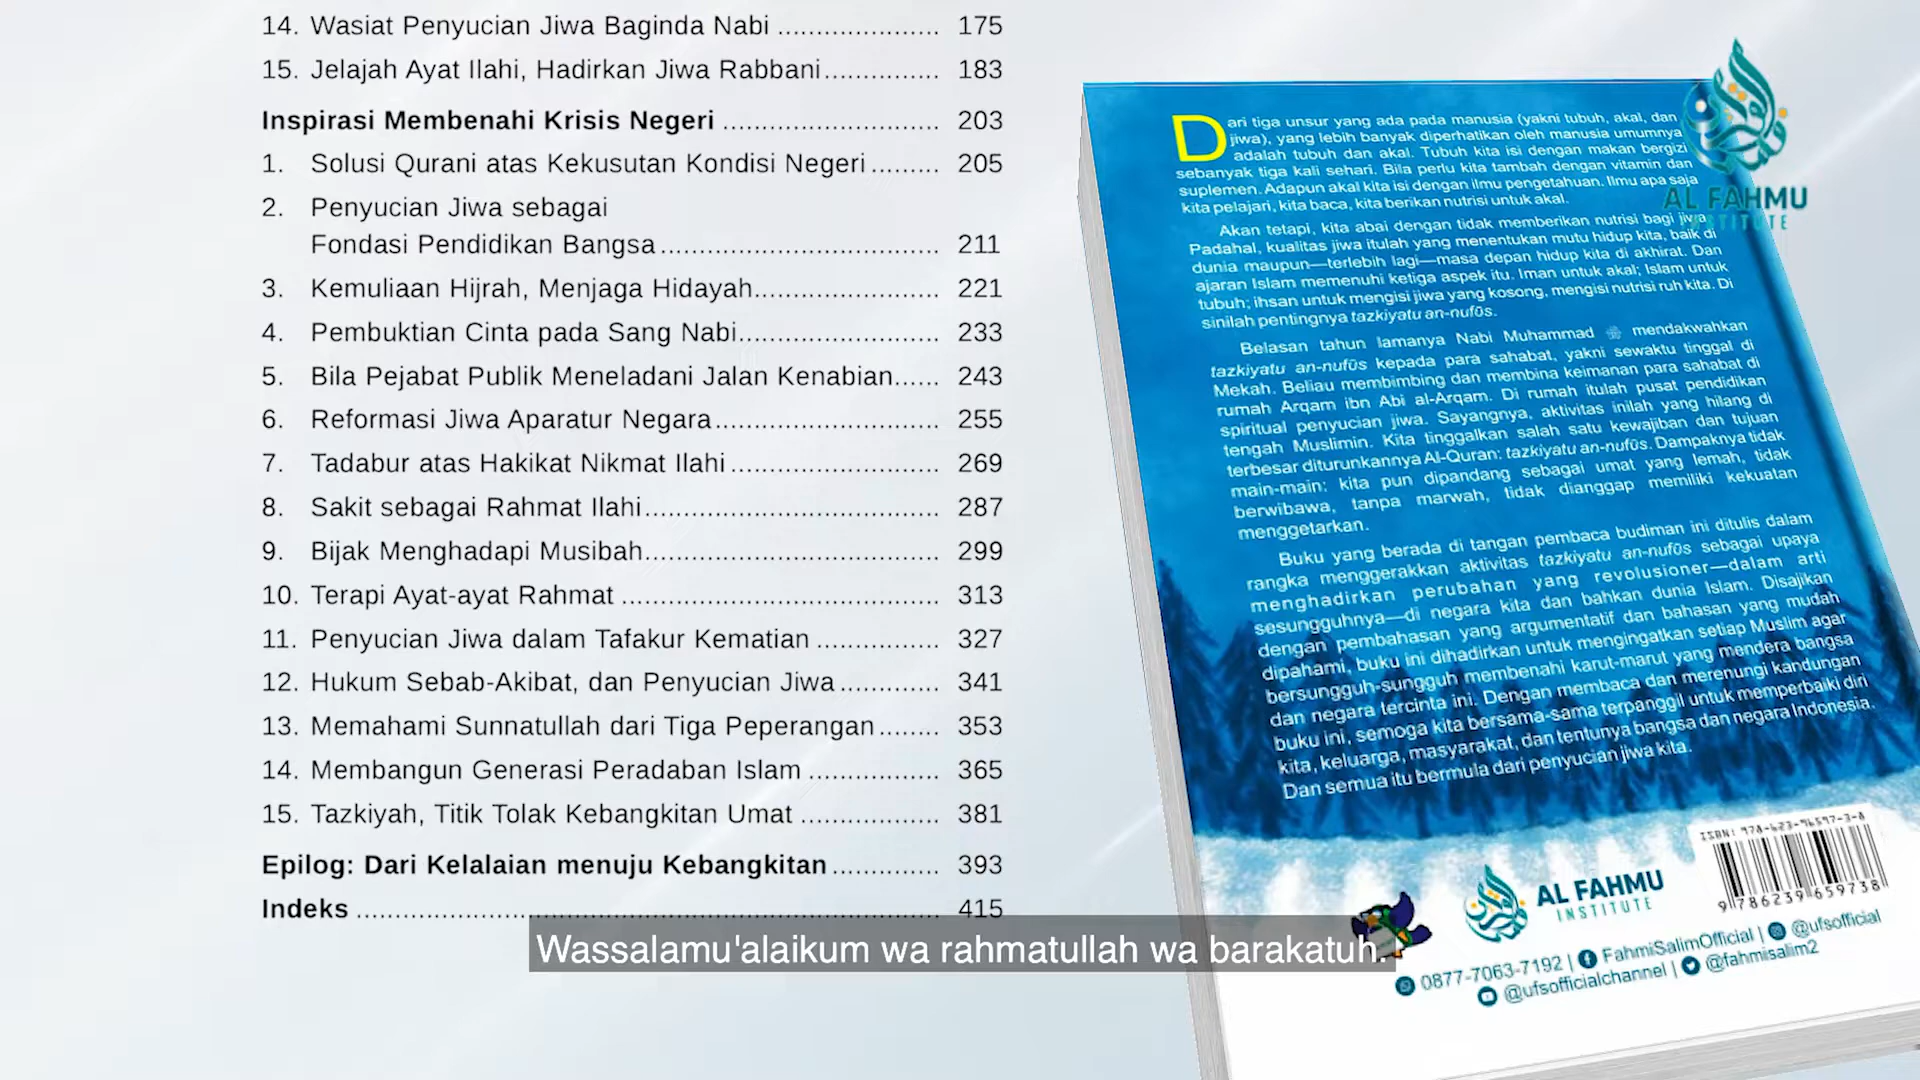 14. Wasiat Penyucian Jiwa Baginda Nabi ..................... 175
15. Jelajah Ayat Ilahi, Hadirkan Jiwa Rabbani............... 183
Inspirasi Membenahi Krisis Negeri ............................ 203
1. Solusi Qurani atas Kekusutan Kondisi Negeri ......... 205
2. Penyucian Jiwa sebagai
Fondasi Pendidikan Bangsa .................................... 211
3. Kemuliaan Hijrah, Menjaga Hidayah........................ 221
4. Pembuktian Cinta pada Sang Nabi.......................... 233
5. Bila Pejabat Publik Meneladani Jalan Kenabian...... 243
6. Reformasi Jiwa Aparatur Negara............................. 255
7. Tadabur atas Hakikat Nikmat Ilahi ........................... 269
8. Sakit sebagai Rahmat Ilahi...................................... 287
9. Bijak Menghadapi Musibah...................................... 299
10. Terapi Ayat-ayat Rahmat ......................................... 313
11. Penyucian Jiwa dalam Tafakur Kematian ................ 327
12. Hukum Sebab-Akibat, dan Penyucian Jiwa ............. 341
13. Memahami Sunnatullah dari Tiga Peperangan ........ 353
14. Membangun Generasi Peradaban Islam ................. 365
15. Tazkiyah, Titik Tolak Kebangkitan Umat .................. 381
Epilog: Dari Kelalaian menuju Kebangkitan .............. 393
Indeks ........................................................................... 415
Dari tiga unsur yang ada pada manusia (yakni tubuh, akal, dan
jiwa), yang lebih banyak diperhatikan oleh manusia umumnya
adalah tubuh dan akal. Tubuh kita isi dengan makan bergizi
sebanyak tiga kali sehari. Bila perlu kita tambah dengan vitamin dan
suplemen. Adapun akal kita isi dengan ilmu pengetahuan. Ilmu apa saja
kita pelajari, kita baca, kita berikan nutrisi untuk akal.
Akan tetapi, kita abai dengan tidak memberikan nutrisi bagi jiwa.
Padahal, kualitas jiwa itulah yang menentukan mutu hidup kita, baik di
dunia maupun—terlebih lagi—masa depan hidup kita di akhirat. Dan
ajaran Islam memenuhi ketiga aspek itu. Iman untuk akal; Islam untuk
tubuh; ihsan untuk mengisi jiwa yang kosong, mengisi nutrisi ruh kita. Di
sinilah pentingnya tazkiyatu an-nufūs.
Belasan tahun lamanya Nabi Muhammad ﷺ mendakwahkan
tazkiyatu an-nufūs kepada para sahabat, yakni sewaktu tinggal di
Mekah. Beliau membimbing dan membina keimanan para sahabat di
rumah Arqam ibn Abi al-Arqam. Di rumah itulah pusat pendidikan
spiritual penyucian jiwa. Sayangnya, aktivitas inilah yang hilang di
tengah Muslimin. Kita tinggalkan salah satu kewajiban dan tujuan
terbesar diturunkannya Al-Quran: tazkiyatu an-nufūs. Dampaknya tidak
main-main: kita pun dipandang sebagai umat yang lemah, tidak
berwibawa, tanpa marwah, tidak dianggap memiliki kekuatan
menggetarkan.
Buku yang berada di tangan pembaca budiman ini ditulis dalam
rangka menggerakkan aktivitas tazkiyatu an-nufūs sebagai upaya
menghadirkan perubahan yang revolusioner—dalam arti
sesungguhnya—di negara kita dan bahkan dunia Islam. Disajikan
dengan pembahasan yang argumentatif dan bahasan yang mudah
dipahami, buku ini dihadirkan untuk mengingatkan setiap Muslim agar
bersungguh-sungguh membenahi karut-marut yang mendera bangsa
dan negara tercinta ini. Dengan membaca dan merenungi kandungan
buku ini, semoga kita bersama-sama terpanggil untuk memperbaiki diri
kita, keluarga, masyarakat, dan tentunya bangsa dan negara Indonesia.
Dan semua itu bermula dari penyucian jiwa kita.
AL FAHMU
INSTITUTE
ISBN: 978-623-96597-3-8
9 786239 659738
AL FAHMU
INSTITUTE
0877-7063-7192 | FahmiSalimOfficial | @ufsofficial
@ufsofficialchannel | @fahmisalim2
Wassalamu'alaikum wa rahmatullah wa barakatuh.